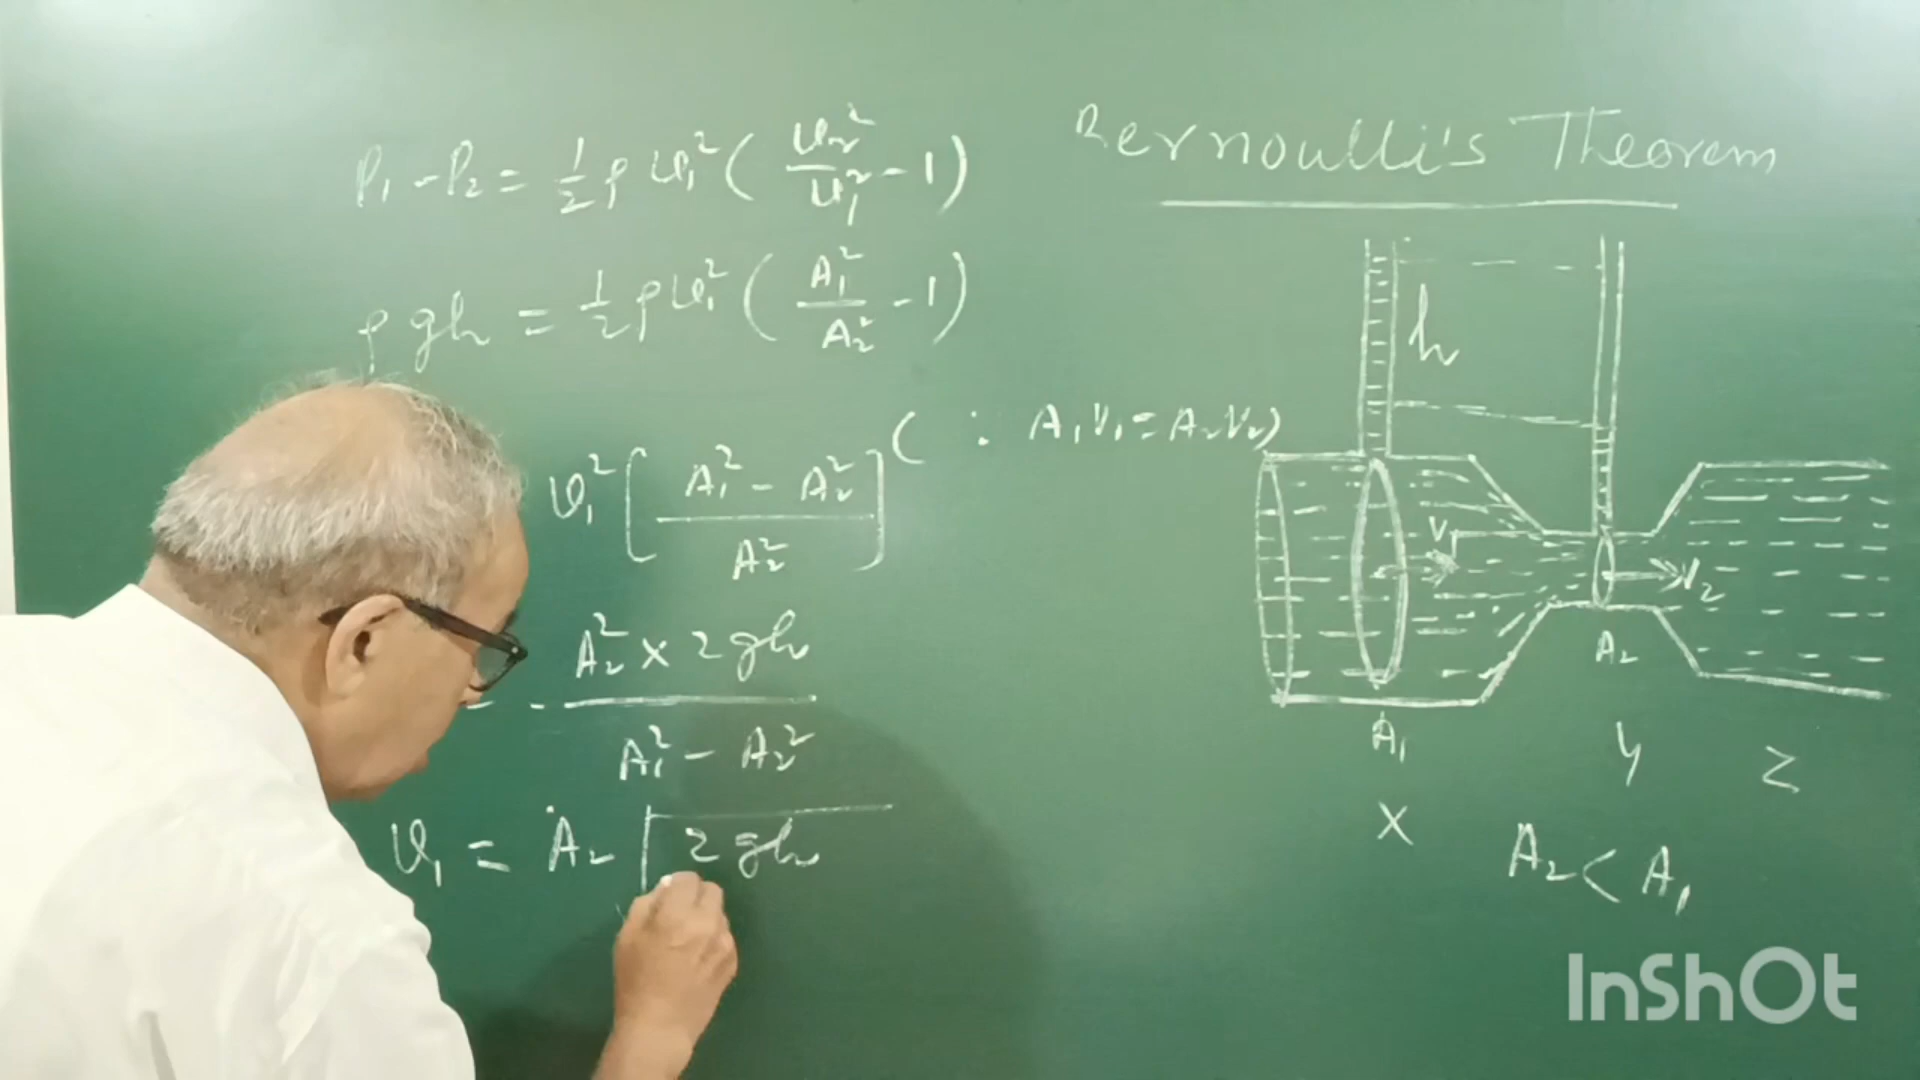 P₁ - P₂ = 1/2 ρ v₁² ( v₂²/v₁² - 1 )
ρgh = 1/2 ρ v₁² ( A₁²/A₂² - 1 )
( ∵ A₁V₁ = A₂V₂ )
v₁² [ A₁² - A₂² / A₂² ]
A₂² × 2gh
A₁² - A₂²
v₁ = A₂ √ 2gh
Bernoulli's Theorem
h
V₁
V₂
A₂
A₁
y
z
x
A₂ < A₁
InShOt